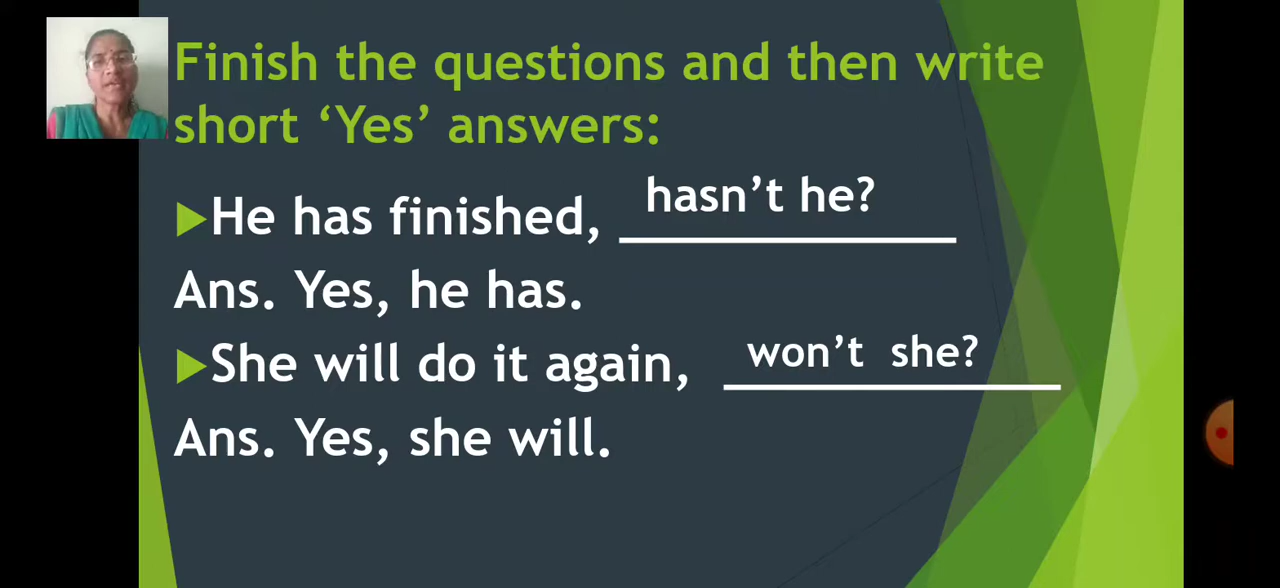 Finish the questions and then write
short ‘Yes’ answers:
He has finished, hasn’t he?
Ans. Yes, he has.
She will do it again, won’t she?
Ans. Yes, she will.